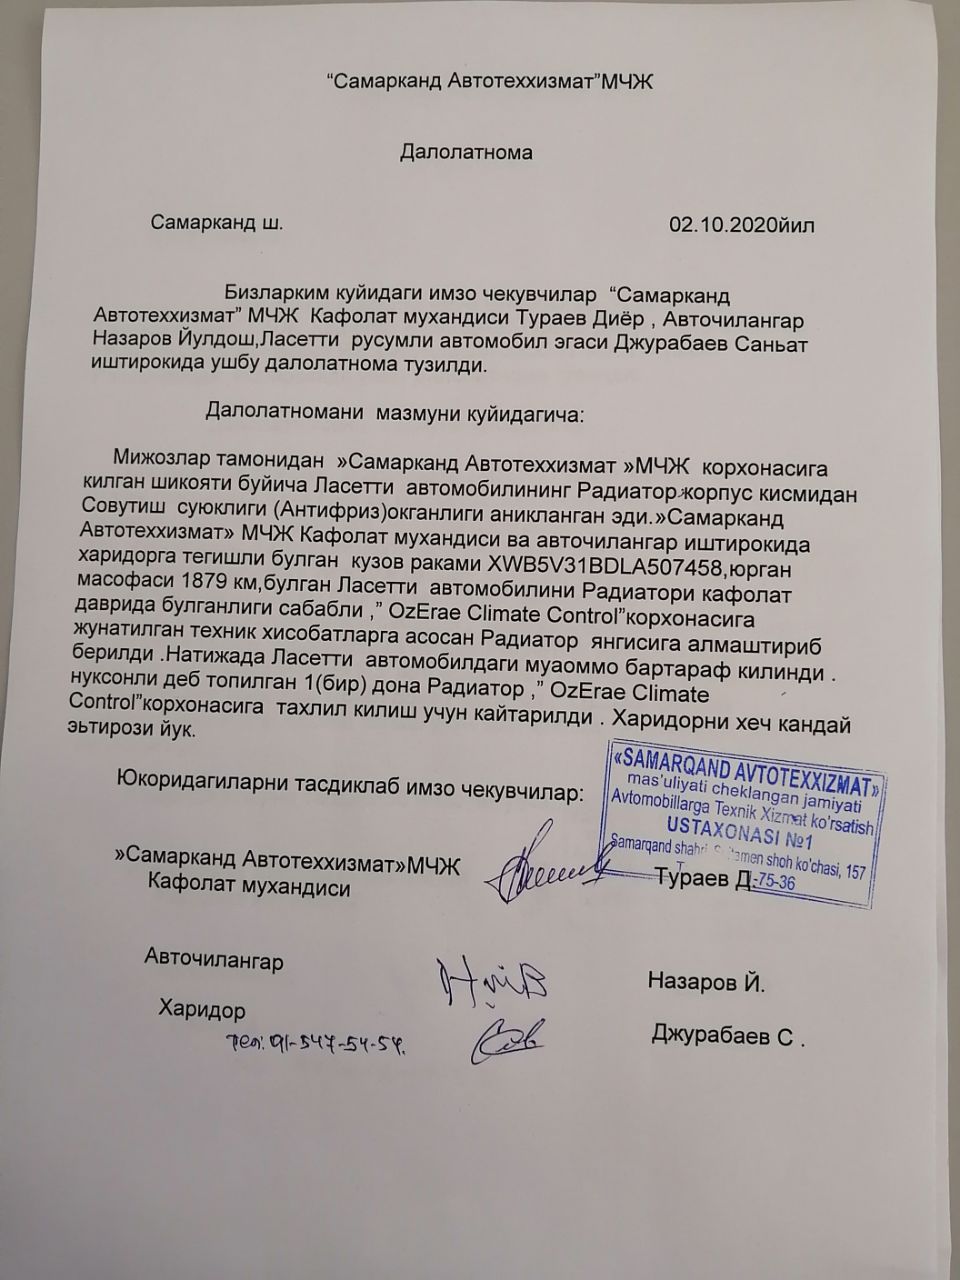 “Самарканд Автотеххизмат”МЧЖ
Далолатнома
Самарканд ш. 02.10.2020йил
Бизларким куйидаги имзо чекувчилар “Самарканд
Автотеххизмат” МЧЖ Кафолат мухандиси Тураев Диёр , Авточилангар
Назаров Йулдош,Ласетти русумли автомобил эгаси Джурабаев Саньат
иштирокида ушбу далолатнома тузилди.
Далолатномани мазмуни куйидагича:
Мижозлар тамонидан »Самарканд Автотеххизмат »МЧЖ корхонасига
килган шикояти буйича Ласетти автомобилининг Радиатор корпус кисмидан
Совутиш суюклиги (Антифриз)окганлиги аникланган эди.»Самарканд
Автотеххизмат» МЧЖ Кафолат мухандиси ва авточилангар иштирокида
харидорга тегишли булган кузов раками XWB5V31BDLA507458,юрган
масофаси 1879 км,булган Ласетти автомобилини Радиатори кафолат
даврида булганлиги сабабли ,” OzErae Climate Control”корхонасига
жунатилган техник хисобатларга асосан Радиатор янгисига алмаштириб
берилди .Натижада Ласетти автомобилдаги муаоммо бартараф килинди .
нуксонли деб топилган 1(бир) дона Радиатор ,” OzErae Climate
Control”корхонасига тахлил килиш учун кайтарилди . Харидорни хеч кандай
эьтирози йук.
Юкоридагиларни тасдиклаб имзо чекувчилар:
«SAMARQAND AVTOTEXXIZMAT»
mas’uliyati cheklangan jamiyati
Avtomobillarga Texnik Xizmat ko’rsatish
USTAXONASI №1
Samarqand shahri, shoh ko’chasi, 157
-75-36
»Самарканд Автотеххизмат»МЧЖ
Кафолат мухандиси Тураев Д.
Авточилангар Назаров Й.
Харидор Джурабаев С .
тел: 91-547-54-54.